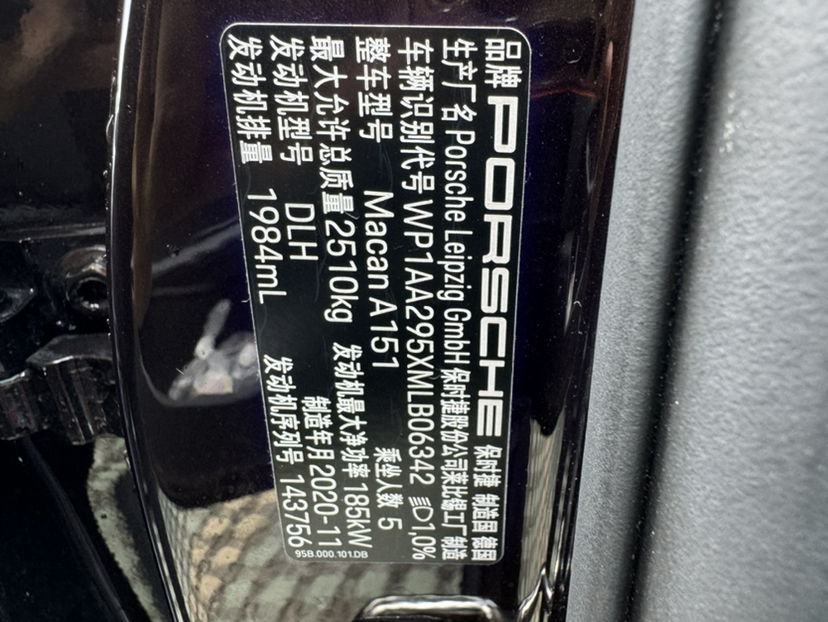 品牌 PORSCHE 保时捷 制造国 德国
生产厂名 Porsche Leipzig GmbH 保时捷股份公司莱比锡工厂制造
车辆识别代号 WP1AA295XMLB06342 1,0%
整车型号 Macan A151 乘坐人数 5
最大允许总质量 2510kg 发动机最大净功率 185kW
发动机型号 DLH 制造年月 2020-11
发动机排量 1984mL 发动机序列号 143756
95B.000.101.DB